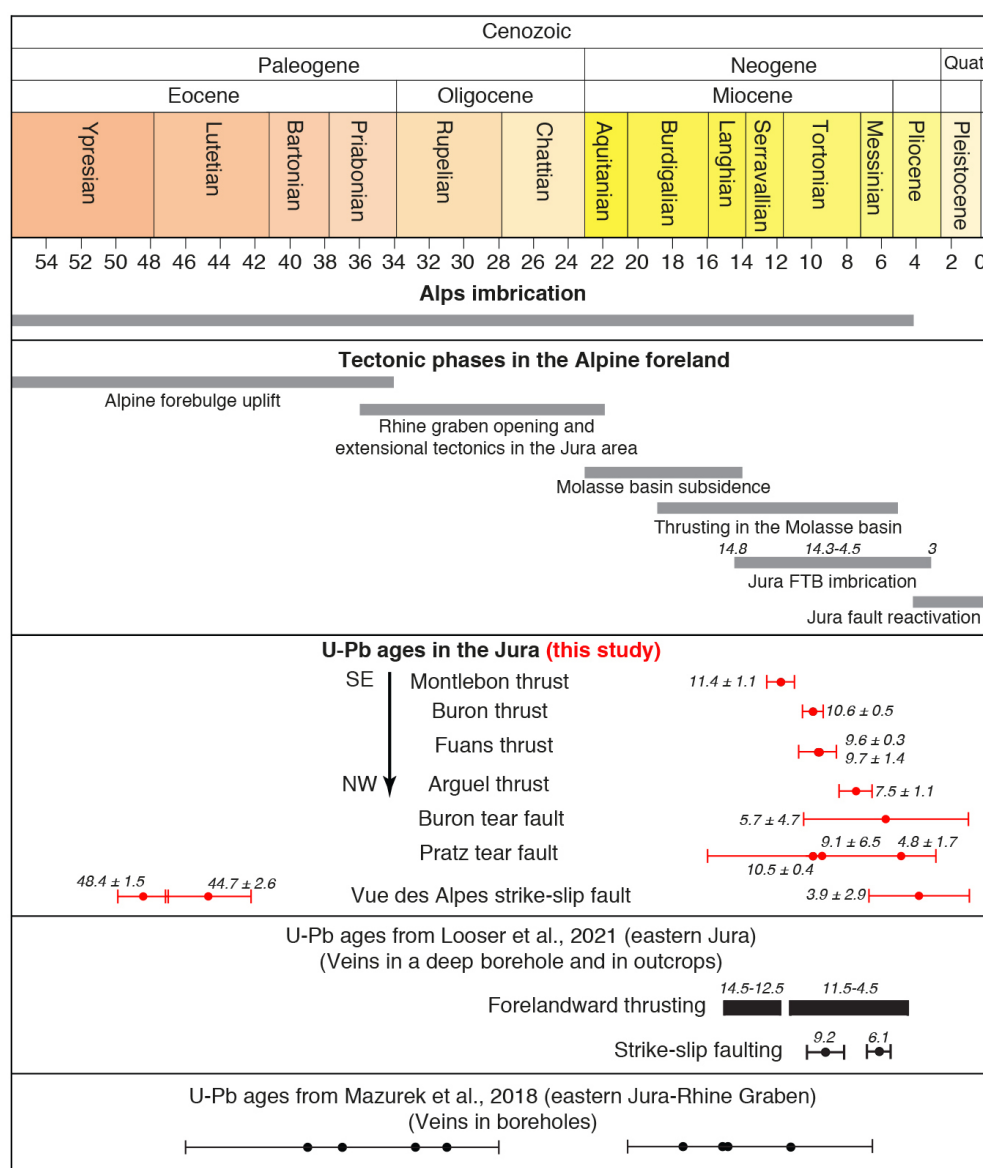 Cenozoic
Paleogene Neogene Quat
Eocene Oligocene Miocene
Ypresian Lutetian Bartonian Priabonian Rupelian Chattian Aquitanian Burdigalian Langhian Serravallian Tortonian Messinian Pliocene Pleistocene
54 52 50 48 46 44 42 40 38 36 34 32 30 28 26 24 22 20 18 16 14 12 10 8 6 4 2 0
Alps imbrication
Tectonic phases in the Alpine foreland
Alpine forebulge uplift
Rhine graben opening and
extensional tectonics in the Jura area
Molasse basin subsidence
Thrusting in the Molasse basin
14.8 14.3-4.5 3
Jura FTB imbrication
Jura fault reactivation
U-Pb ages in the Jura (this study)
SE Montlebon thrust 11.4 ± 1.1
Buron thrust 10.6 ± 0.5
Fuans thrust 9.6 ± 0.3
9.7 ± 1.4
NW Arguel thrust 7.5 ± 1.1
Buron tear fault 5.7 ± 4.7
Pratz tear fault 9.1 ± 6.5 4.8 ± 1.7
10.5 ± 0.4
48.4 ± 1.5 44.7 ± 2.6 Vue des Alpes strike-slip fault 3.9 ± 2.9
U-Pb ages from Looser et al., 2021 (eastern Jura)
(Veins in a deep borehole and in outcrops)
14.5-12.5 11.5-4.5
Forelandward thrusting
Strike-slip faulting 9.2 6.1
U-Pb ages from Mazurek et al., 2018 (eastern Jura-Rhine Graben)
(Veins in boreholes)